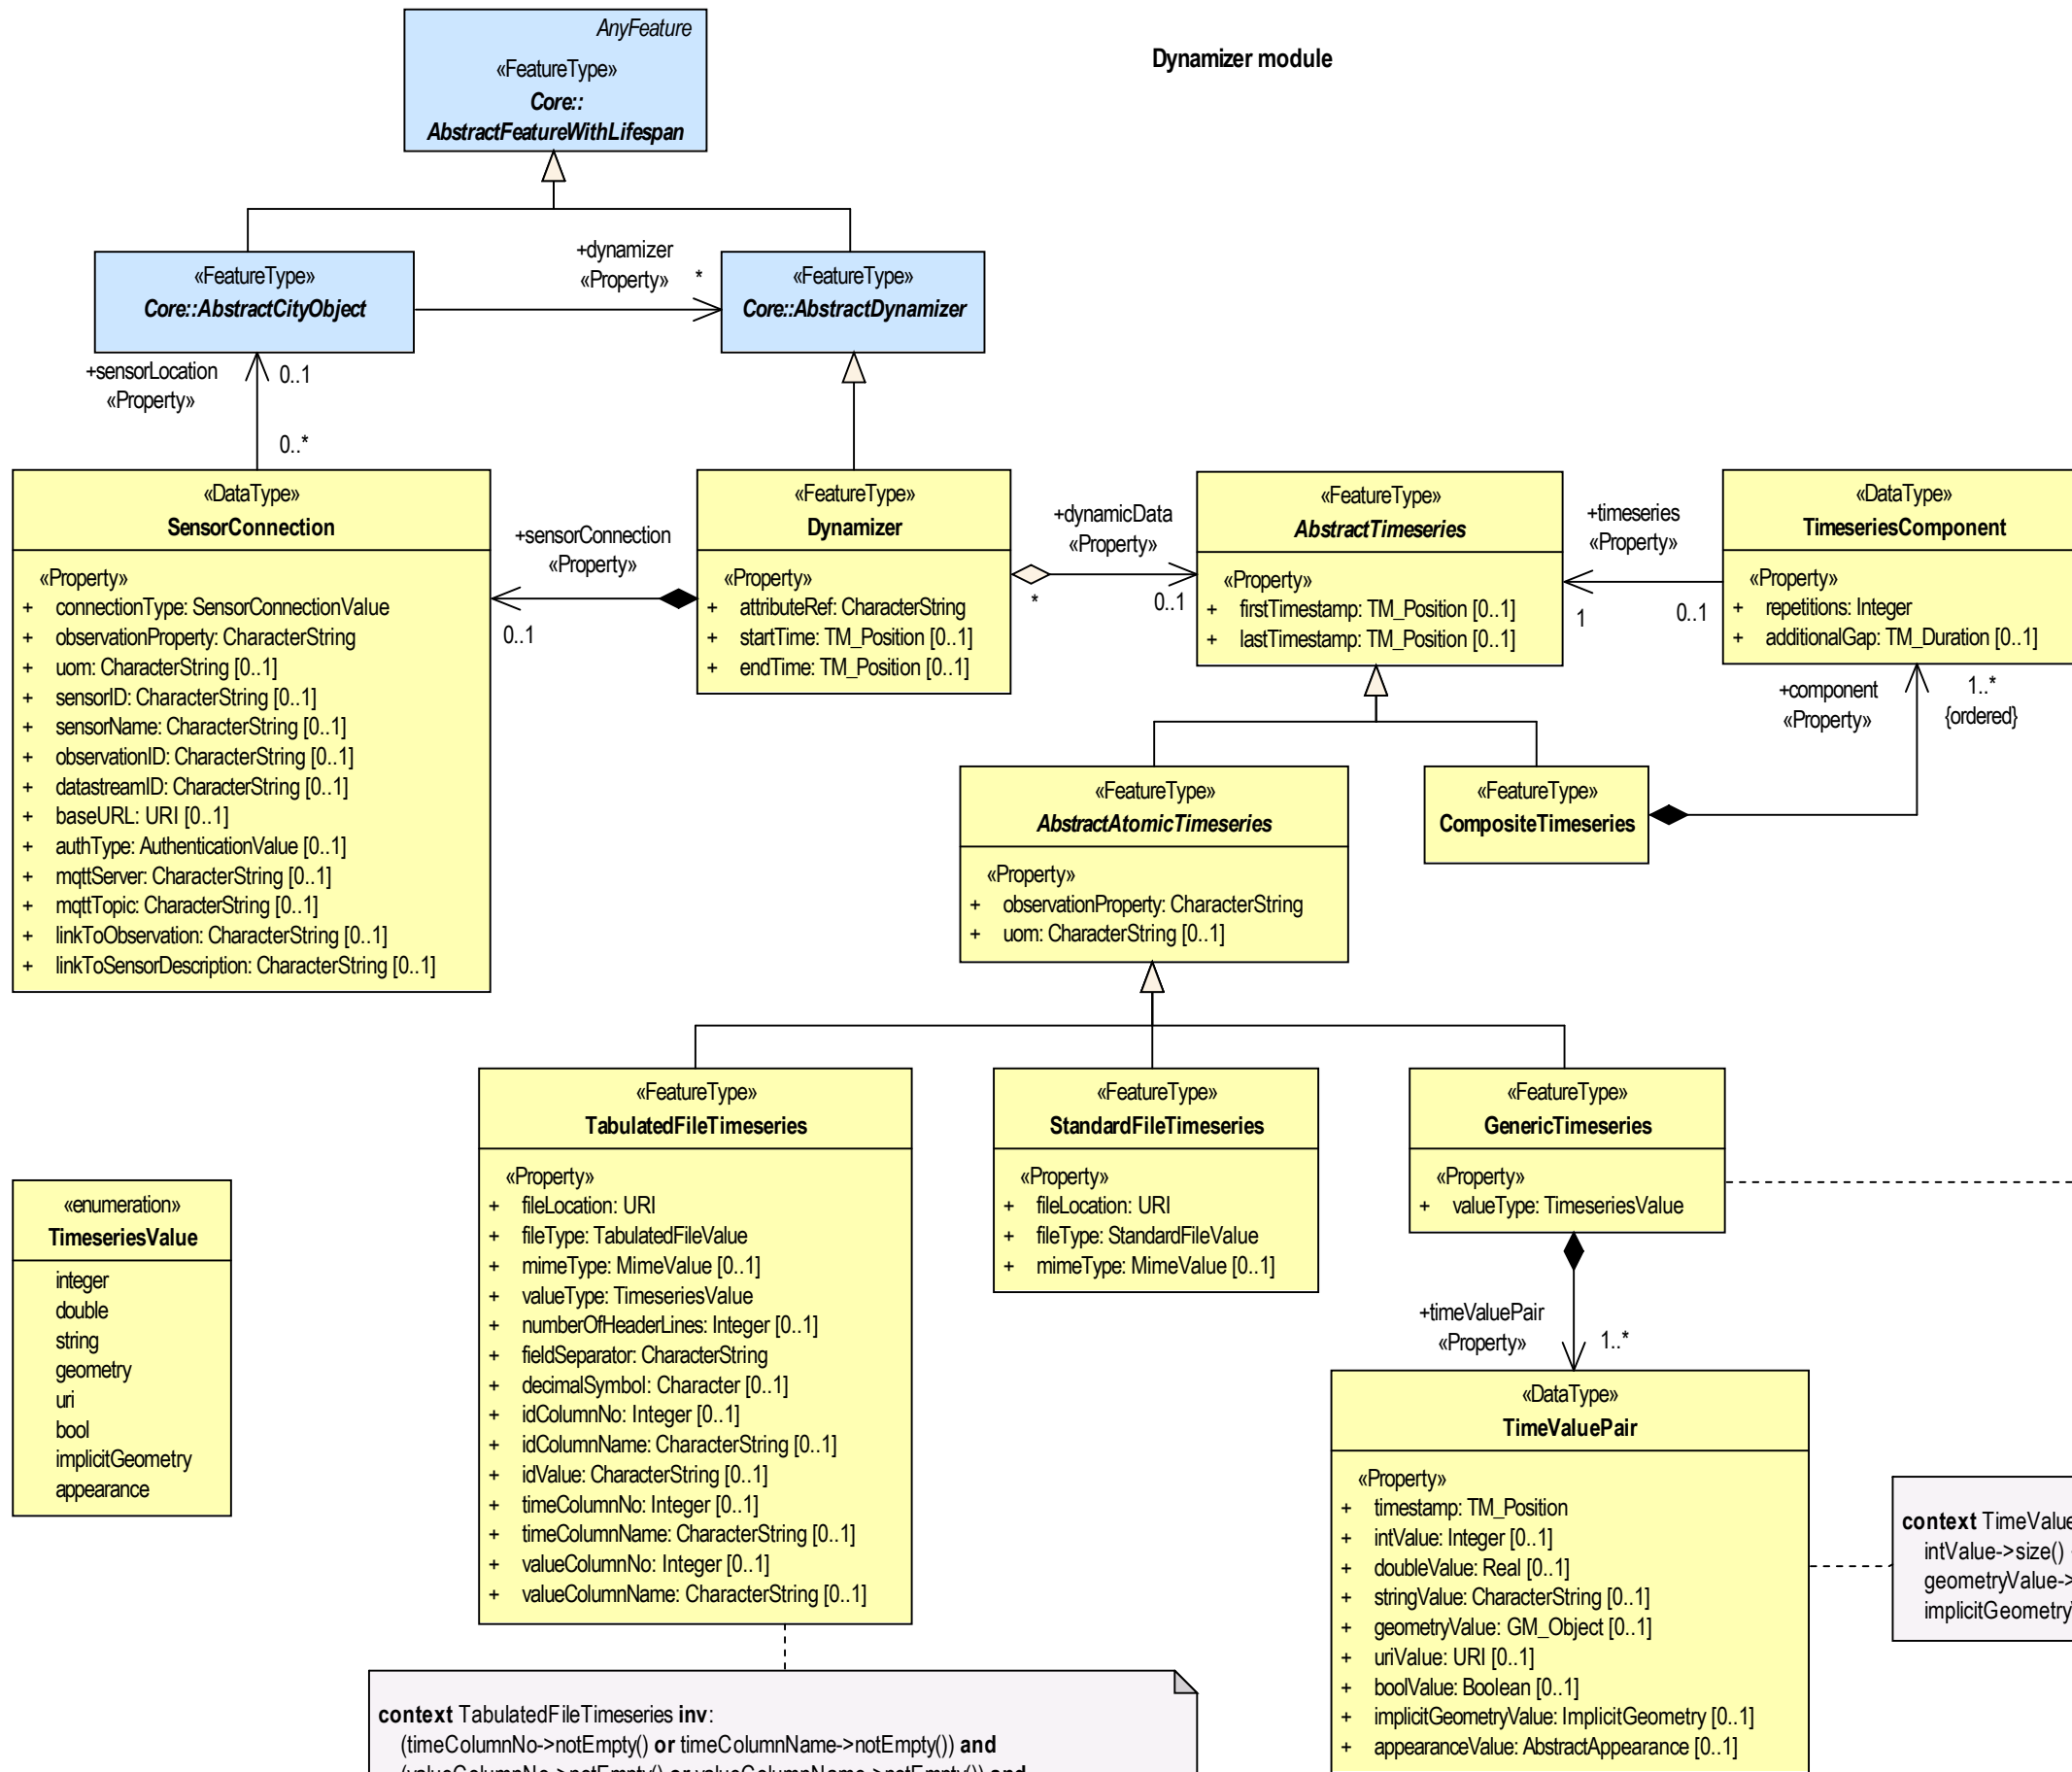 Dynamizer module
AnyFeature
«FeatureType»
Core::
AbstractFeatureWithLifespan
«FeatureType»
Core::AbstractCityObject
+dynamizer
«Property»
*
«FeatureType»
Core::AbstractDynamizer
+sensorLocation
«Property»
0..1
0..*
«DataType»
SensorConnection
«Property»
+ connectionType: SensorConnectionValue
+ observationProperty: CharacterString
+ uom: CharacterString [0..1]
+ sensorID: CharacterString [0..1]
+ sensorName: CharacterString [0..1]
+ observationID: CharacterString [0..1]
+ datastreamID: CharacterString [0..1]
+ baseURL: URI [0..1]
+ authType: AuthenticationValue [0..1]
+ mqttServer: CharacterString [0..1]
+ mqttTopic: CharacterString [0..1]
+ linkToObservation: CharacterString [0..1]
+ linkToSensorDescription: CharacterString [0..1]
+sensorConnection
«Property»
0..1
«FeatureType»
Dynamizer
«Property»
+ attributeRef: CharacterString
+ startTime: TM_Position [0..1]
+ endTime: TM_Position [0..1]
+dynamicData
«Property»
*
0..1
«FeatureType»
AbstractTimeseries
«Property»
+ firstTimestamp: TM_Position [0..1]
+ lastTimestamp: TM_Position [0..1]
+timeseries
«Property»
1
0..1
«DataType»
TimeseriesComponent
«Property»
+ repetitions: Integer
+ additionalGap: TM_Duration [0..1]
+component
«Property»
1..*
{ordered}
«FeatureType»
AbstractAtomicTimeseries
«Property»
+ observationProperty: CharacterString
+ uom: CharacterString [0..1]
«FeatureType»
CompositeTimeseries
«enumeration»
TimeseriesValue
integer
double
string
geometry
uri
bool
implicitGeometry
appearance
«FeatureType»
TabulatedFileTimeseries
«Property»
+ fileLocation: URI
+ fileType: TabulatedFileValue
+ mimeType: MimeValue [0..1]
+ valueType: TimeseriesValue
+ numberOfHeaderLines: Integer [0..1]
+ fieldSeparator: CharacterString
+ decimalSymbol: Character [0..1]
+ idColumnNo: Integer [0..1]
+ idColumnName: CharacterString [0..1]
+ idValue: CharacterString [0..1]
+ timeColumnNo: Integer [0..1]
+ timeColumnName: CharacterString [0..1]
+ valueColumnNo: Integer [0..1]
+ valueColumnName: CharacterString [0..1]
«FeatureType»
StandardFileTimeseries
«Property»
+ fileLocation: URI
+ fileType: StandardFileValue
+ mimeType: MimeValue [0..1]
«FeatureType»
GenericTimeseries
«Property»
+ valueType: TimeseriesValue
+timeValuePair
«Property»
1..*
«DataType»
TimeValuePair
«Property»
+ timestamp: TM_Position
+ intValue: Integer [0..1]
+ doubleValue: Real [0..1]
+ stringValue: CharacterString [0..1]
+ geometryValue: GM_Object [0..1]
+ uriValue: URI [0..1]
+ boolValue: Boolean [0..1]
+ implicitGeometryValue: ImplicitGeometry [0..1]
+ appearanceValue: AbstractAppearance [0..1]
context TimeValue
intValue->size()
geometryValue->
implicitGeometry
context TabulatedFileTimeseries inv:
(timeColumnNo->notEmpty() or timeColumnName->notEmpty()) and
(valueColumnNo->notEmpty() or valueColumnName->notEmpty()) and